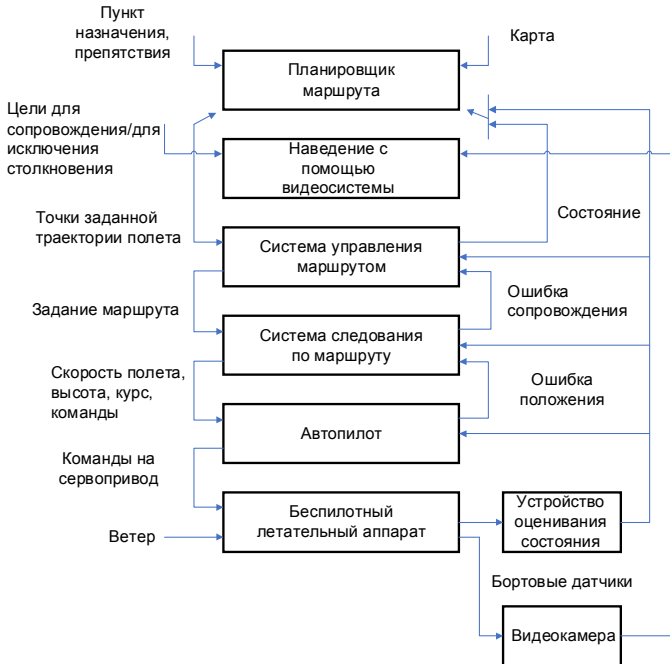 Пункт
назначения,
препятствия
Карта
Планировщик
маршрута
Цели для
сопровождения/для
исключения
столкновения
Наведение с
помощью
видеосистемы
Точки заданной
траектории полета
Состояние
Система управления
маршрутом
Задание маршрута
Ошибка
сопровождения
Система следования
по маршруту
Скорость полета,
высота, курс,
команды
Ошибка
положения
Автопилот
Команды на
сервопривод
Беспилотный
летательный аппарат
Устройство
оценивания
состояния
Ветер
Бортовые датчики
Видеокамера